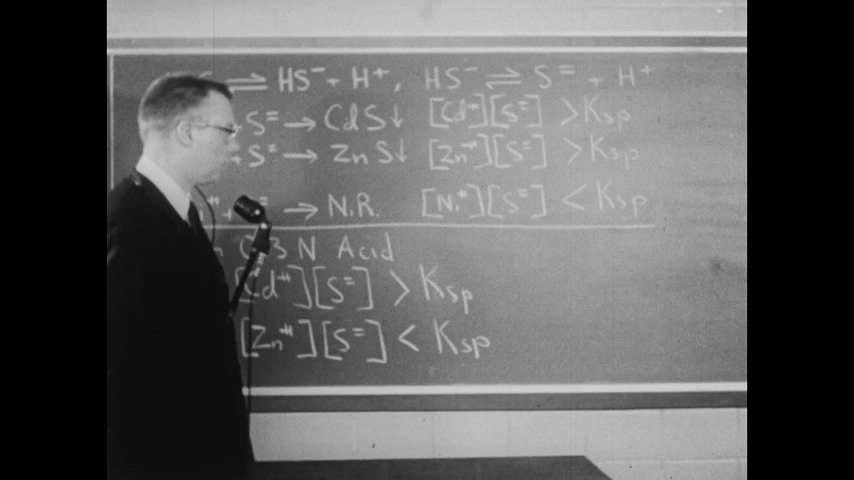 ⇌ HS⁻ + H⁺, HS⁻ ⇌ S⁼ + H⁺
S⁼ → CdS↓ [Cd⁺⁺][S⁼] > Ksp
+ S⁼ → ZnS↓ [Zn⁺⁺][S⁼] > Ksp
+ → N.R. [Ni⁺⁺][S⁼] < Ksp
3 N Acid
[Cd⁺⁺][S⁼] > Ksp
[Zn⁺⁺][S⁼] < Ksp